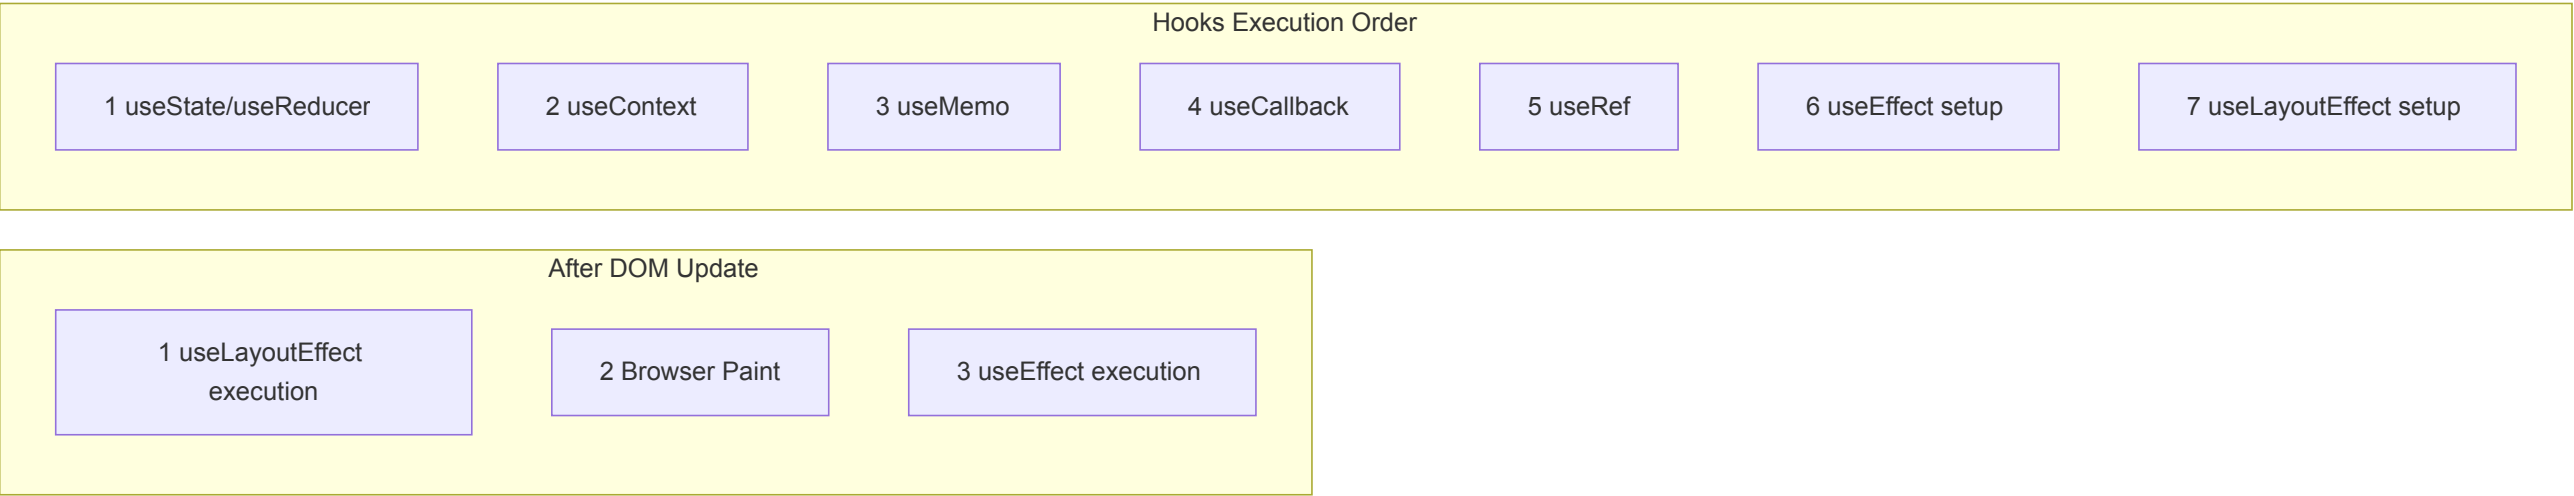 Hooks Execution Order
1 useState/useReducer
2 useContext
3 useMemo
4 useCallback
5 useRef
6 useEffect setup
7 useLayoutEffect setup
After DOM Update
1 useLayoutEffect
execution
2 Browser Paint
3 useEffect execution